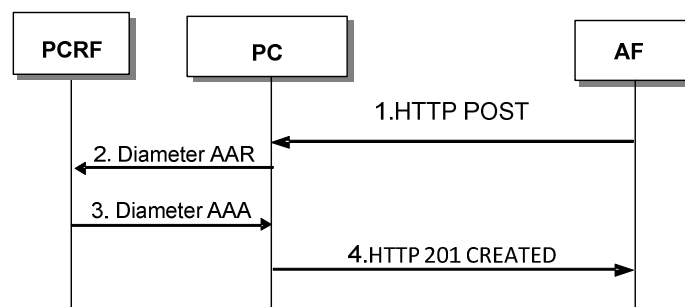 PCRF
PC
AF
1.HTTP POST
2. Diameter AAR
3. Diameter AAA
4.HTTP 201 CREATED